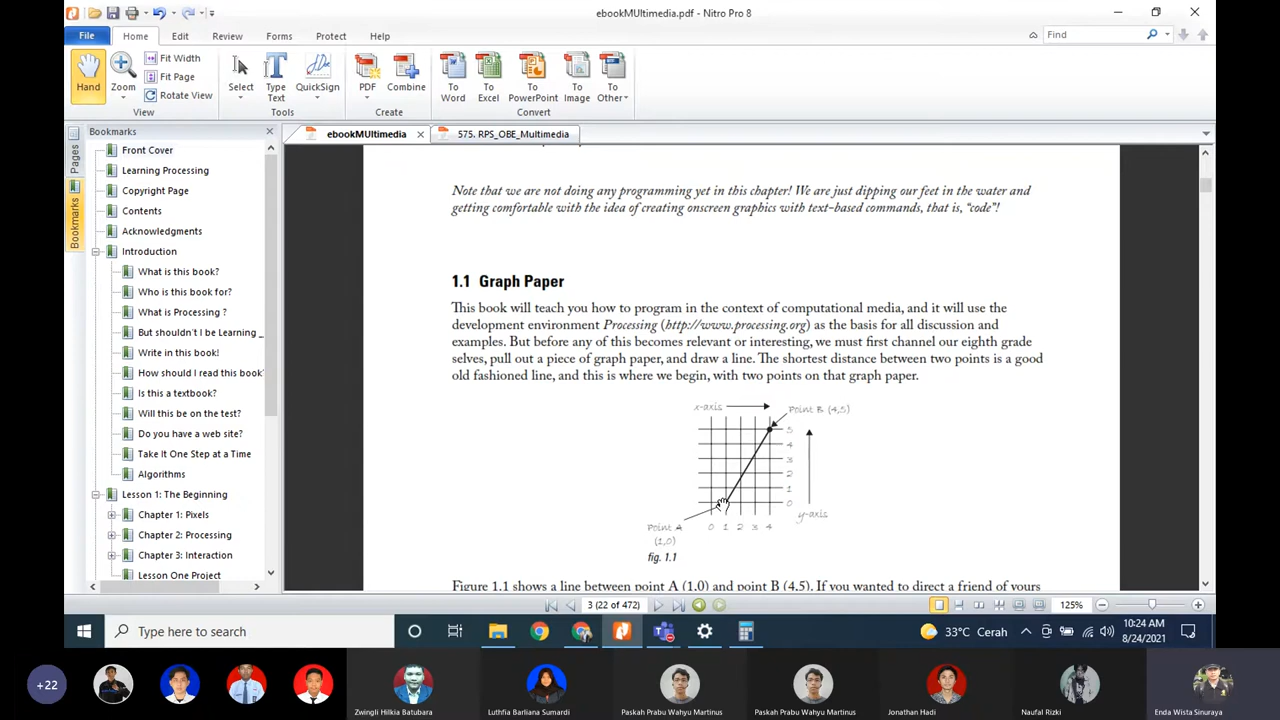 ebookMUltimedia.pdf - Nitro Pro 8
File Home Edit Review Forms Protect Help
Find
Hand
Zoom
Fit Width
Fit Page
Rotate View
View
Select
Type Text
QuickSign
Tools
PDF
Combine
Create
To Word
To Excel
To PowerPoint
To Image
To Other
Convert
Bookmarks
ebookMUltimedia
575. RPS_OBE_Multimedia
Pages
Bookmarks
Front Cover
Learning Processing
Copyright Page
Contents
Acknowledgments
Introduction
What is this book?
Who is this book for?
What is Processing ?
But shouldn't I be Learning _
Write in this book!
How should I read this book
Is this a textbook?
Will this be on the test?
Do you have a web site?
Take It One Step at a Time
Algorithms
Lesson 1: The Beginning
Chapter 1: Pixels
Chapter 2: Processing
Chapter 3: Interaction
Lesson One Project
Note that we are not doing any programming yet in this chapter! We are just dipping our feet in the water and
getting comfortable with the idea of creating onscreen graphics with text-based commands, that is, “code”!
1.1 Graph Paper
This book will teach you how to program in the context of computational media, and it will use the
development environment Processing (http://www.processing.org) as the basis for all discussion and
examples. But before any of this becomes relevant or interesting, we must first channel our eighth grade
selves, pull out a piece of graph paper, and draw a line. The shortest distance between two points is a good
old fashioned line, and this is where we begin, with two points on that graph paper.
x-axis
Point B (4,5)
5
4
3
2
1
0
y-axis
Point A
(1,0)
0 1 2 3 4
fig. 1.1
Figure 1.1 shows a line between point A (1,0) and point B (4,5). If you wanted to direct a friend of yours
3 (22 of 472)
125%
Type here to search
33°C Cerah
10:24 AM
8/24/2021
+22
Zwingli Hilkia Batubara
Luthfia Barliana Sumardi
Paskah Prabu Wahyu Martinus
Paskah Prabu Wahyu Martinus
Jonathan Hadi
Naufal Rizki
Enda Wista Sinuraya